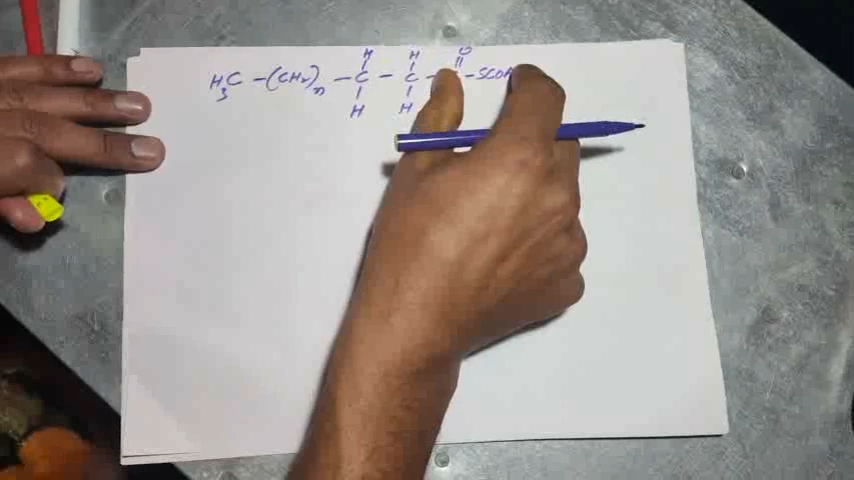 H O
H
H₃C -(CH₂)n - C - C - - SCOA
H H